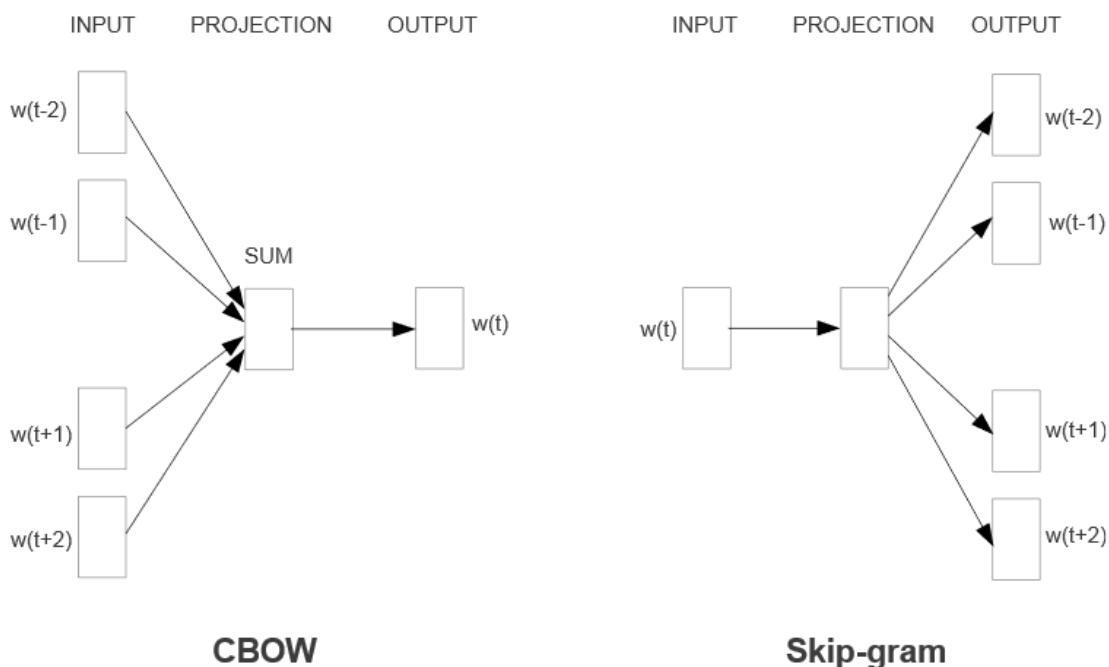 INPUT PROJECTION OUTPUT
w(t-2)
w(t-1)
SUM
w(t)
w(t+1)
w(t+2)
CBOW
INPUT PROJECTION OUTPUT
w(t-2)
w(t-1)
w(t)
w(t+1)
w(t+2)
Skip-gram